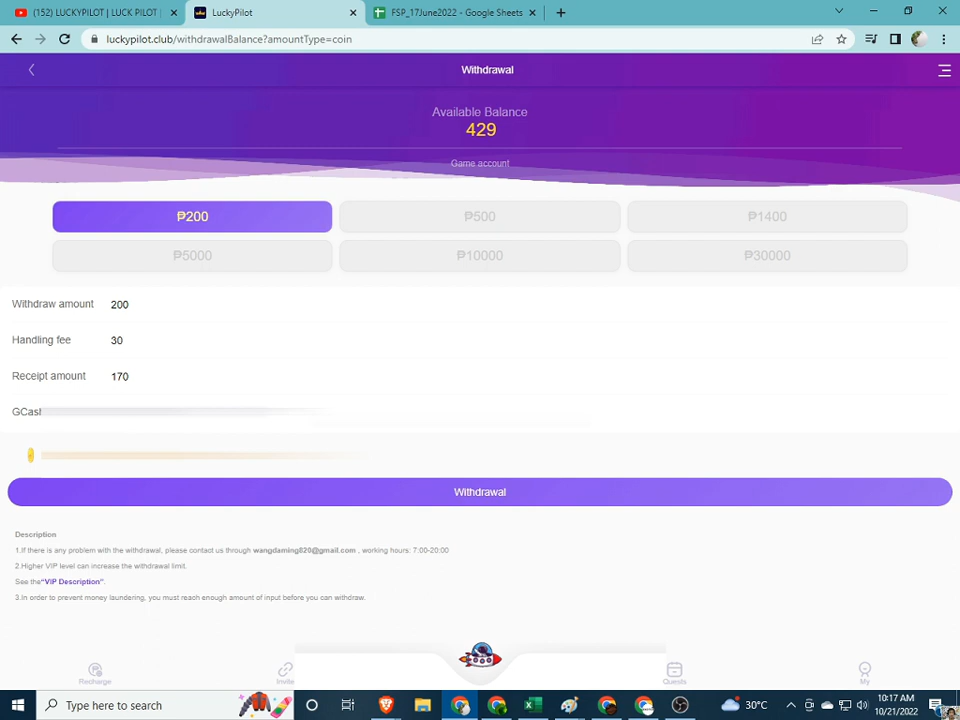 (152) LUCKYPILOT | LUCK PILOT |
LuckyPilot
FSP_17June2022 - Google Sheets
luckypilot.club/withdrawalBalance?amountType=coin
Withdrawal
Available Balance
429
Game account
₱200
₱500
₱1400
₱5000
₱10000
₱30000
Withdraw amount 200
Handling fee 30
Receipt amount 170
Withdrawal
Description
1.If there is any problem with the withdrawal, please contact us through wangdaming820@gmail.com , working hours: 7:00-20:00
2.Higher VIP level can increase the withdrawal limit.
See the“VIP Description”.
3.In order to prevent money laundering, you must reach enough amount of input before you can withdraw.
Recharge
Invite
Quests
My
Type here to search
30°C
10:17 AM
10/21/2022